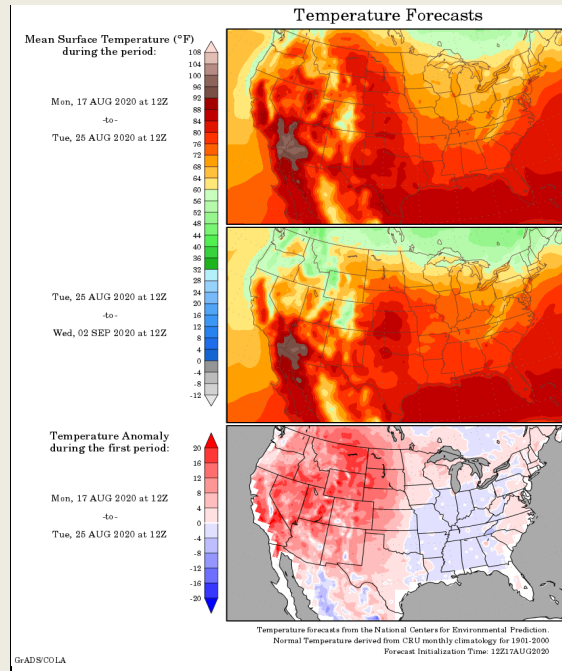 Temperature Forecasts
Mean Surface Temperature (°F)
during the period:
Mon, 17 AUG 2020 at 12Z
-to-
Tue, 25 AUG 2020 at 12Z
108
104
100
96
92
88
84
80
76
72
68
64
60
56
52
48
44
40
36
32
28
24
20
16
12
8
4
0
-4
-8
-12
Tue, 25 AUG 2020 at 12Z
-to-
Wed, 02 SEP 2020 at 12Z
Temperature Anomaly
during the first period:
Mon, 17 AUG 2020 at 12Z
-to-
Tue, 25 AUG 2020 at 12Z
20
16
12
8
4
0
-4
-8
-12
-16
-20
Temperature forecasts from the National Centers for Environmental Prediction.
Normal Temperature derived from CRU monthly climatology for 1901-2000
Forecast Initialization Time: 12Z17AUG2020
GrADS/COLA